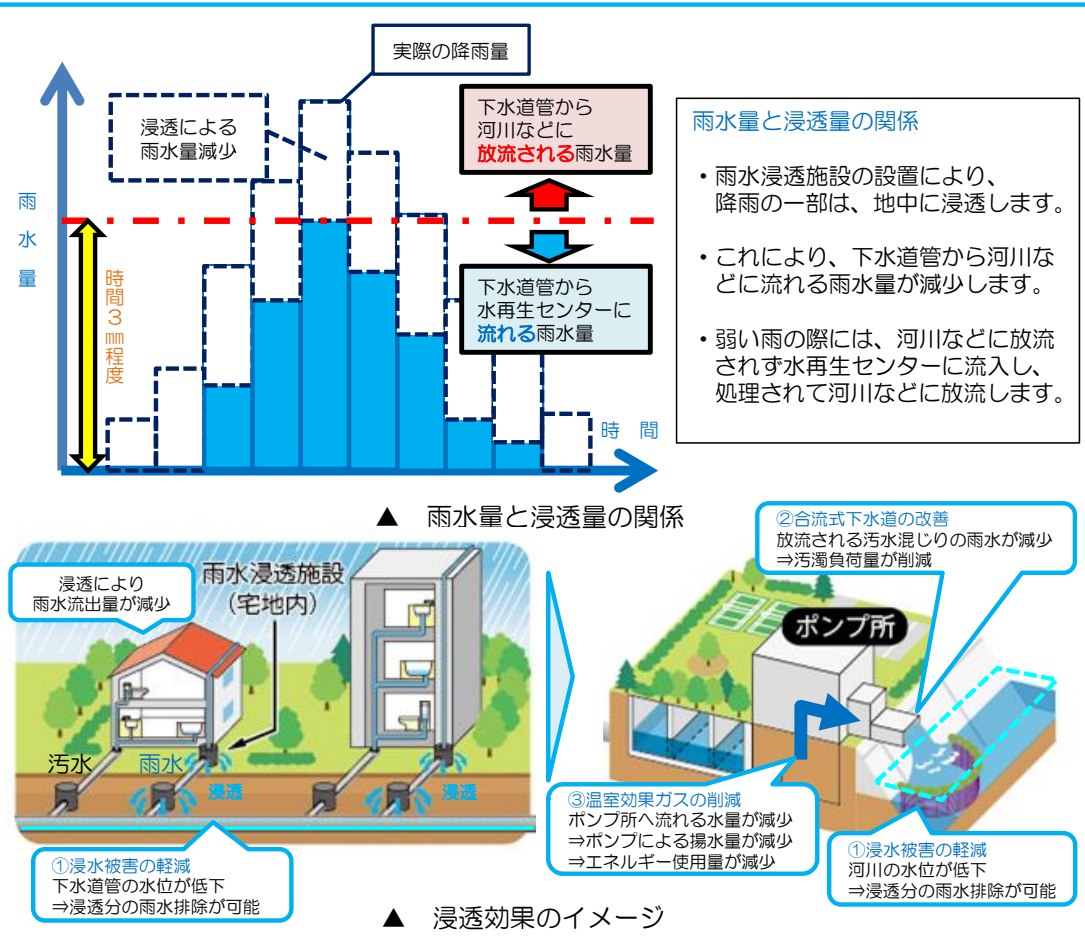 実際の降雨量
浸透による
雨水量減少
下水道管から
河川などに
放流される雨水量
雨水量
時間3㎜程度
下水道管から
水再生センターに
流れる雨水量
時　間
雨水量と浸透量の関係
・雨水浸透施設の設置により、
降雨の一部は、地中に浸透します。
・これにより、下水道管から河川な
どに流れる雨水量が減少します。
・弱い雨の際には、河川などに放流
されず水再生センターに流入し、
処理されて河川などに放流します。
▲　雨水量と浸透量の関係
浸透により
雨水流出量が減少
雨水浸透施設
（宅地内）
汚水
雨水
浸透
浸透
①浸水被害の軽減
下水道管の水位が低下
⇒浸透分の雨水排除が可能
②合流式下水道の改善
放流される汚水混じりの雨水が減少
⇒汚濁負荷量が削減
ポンプ所
③温室効果ガスの削減
ポンプ所へ流れる水量が減少
⇒ポンプによる揚水量が減少
⇒エネルギー使用量が減少
①浸水被害の軽減
河川の水位が低下
⇒浸透分の雨水排除が可能
▲　浸透効果のイメージ